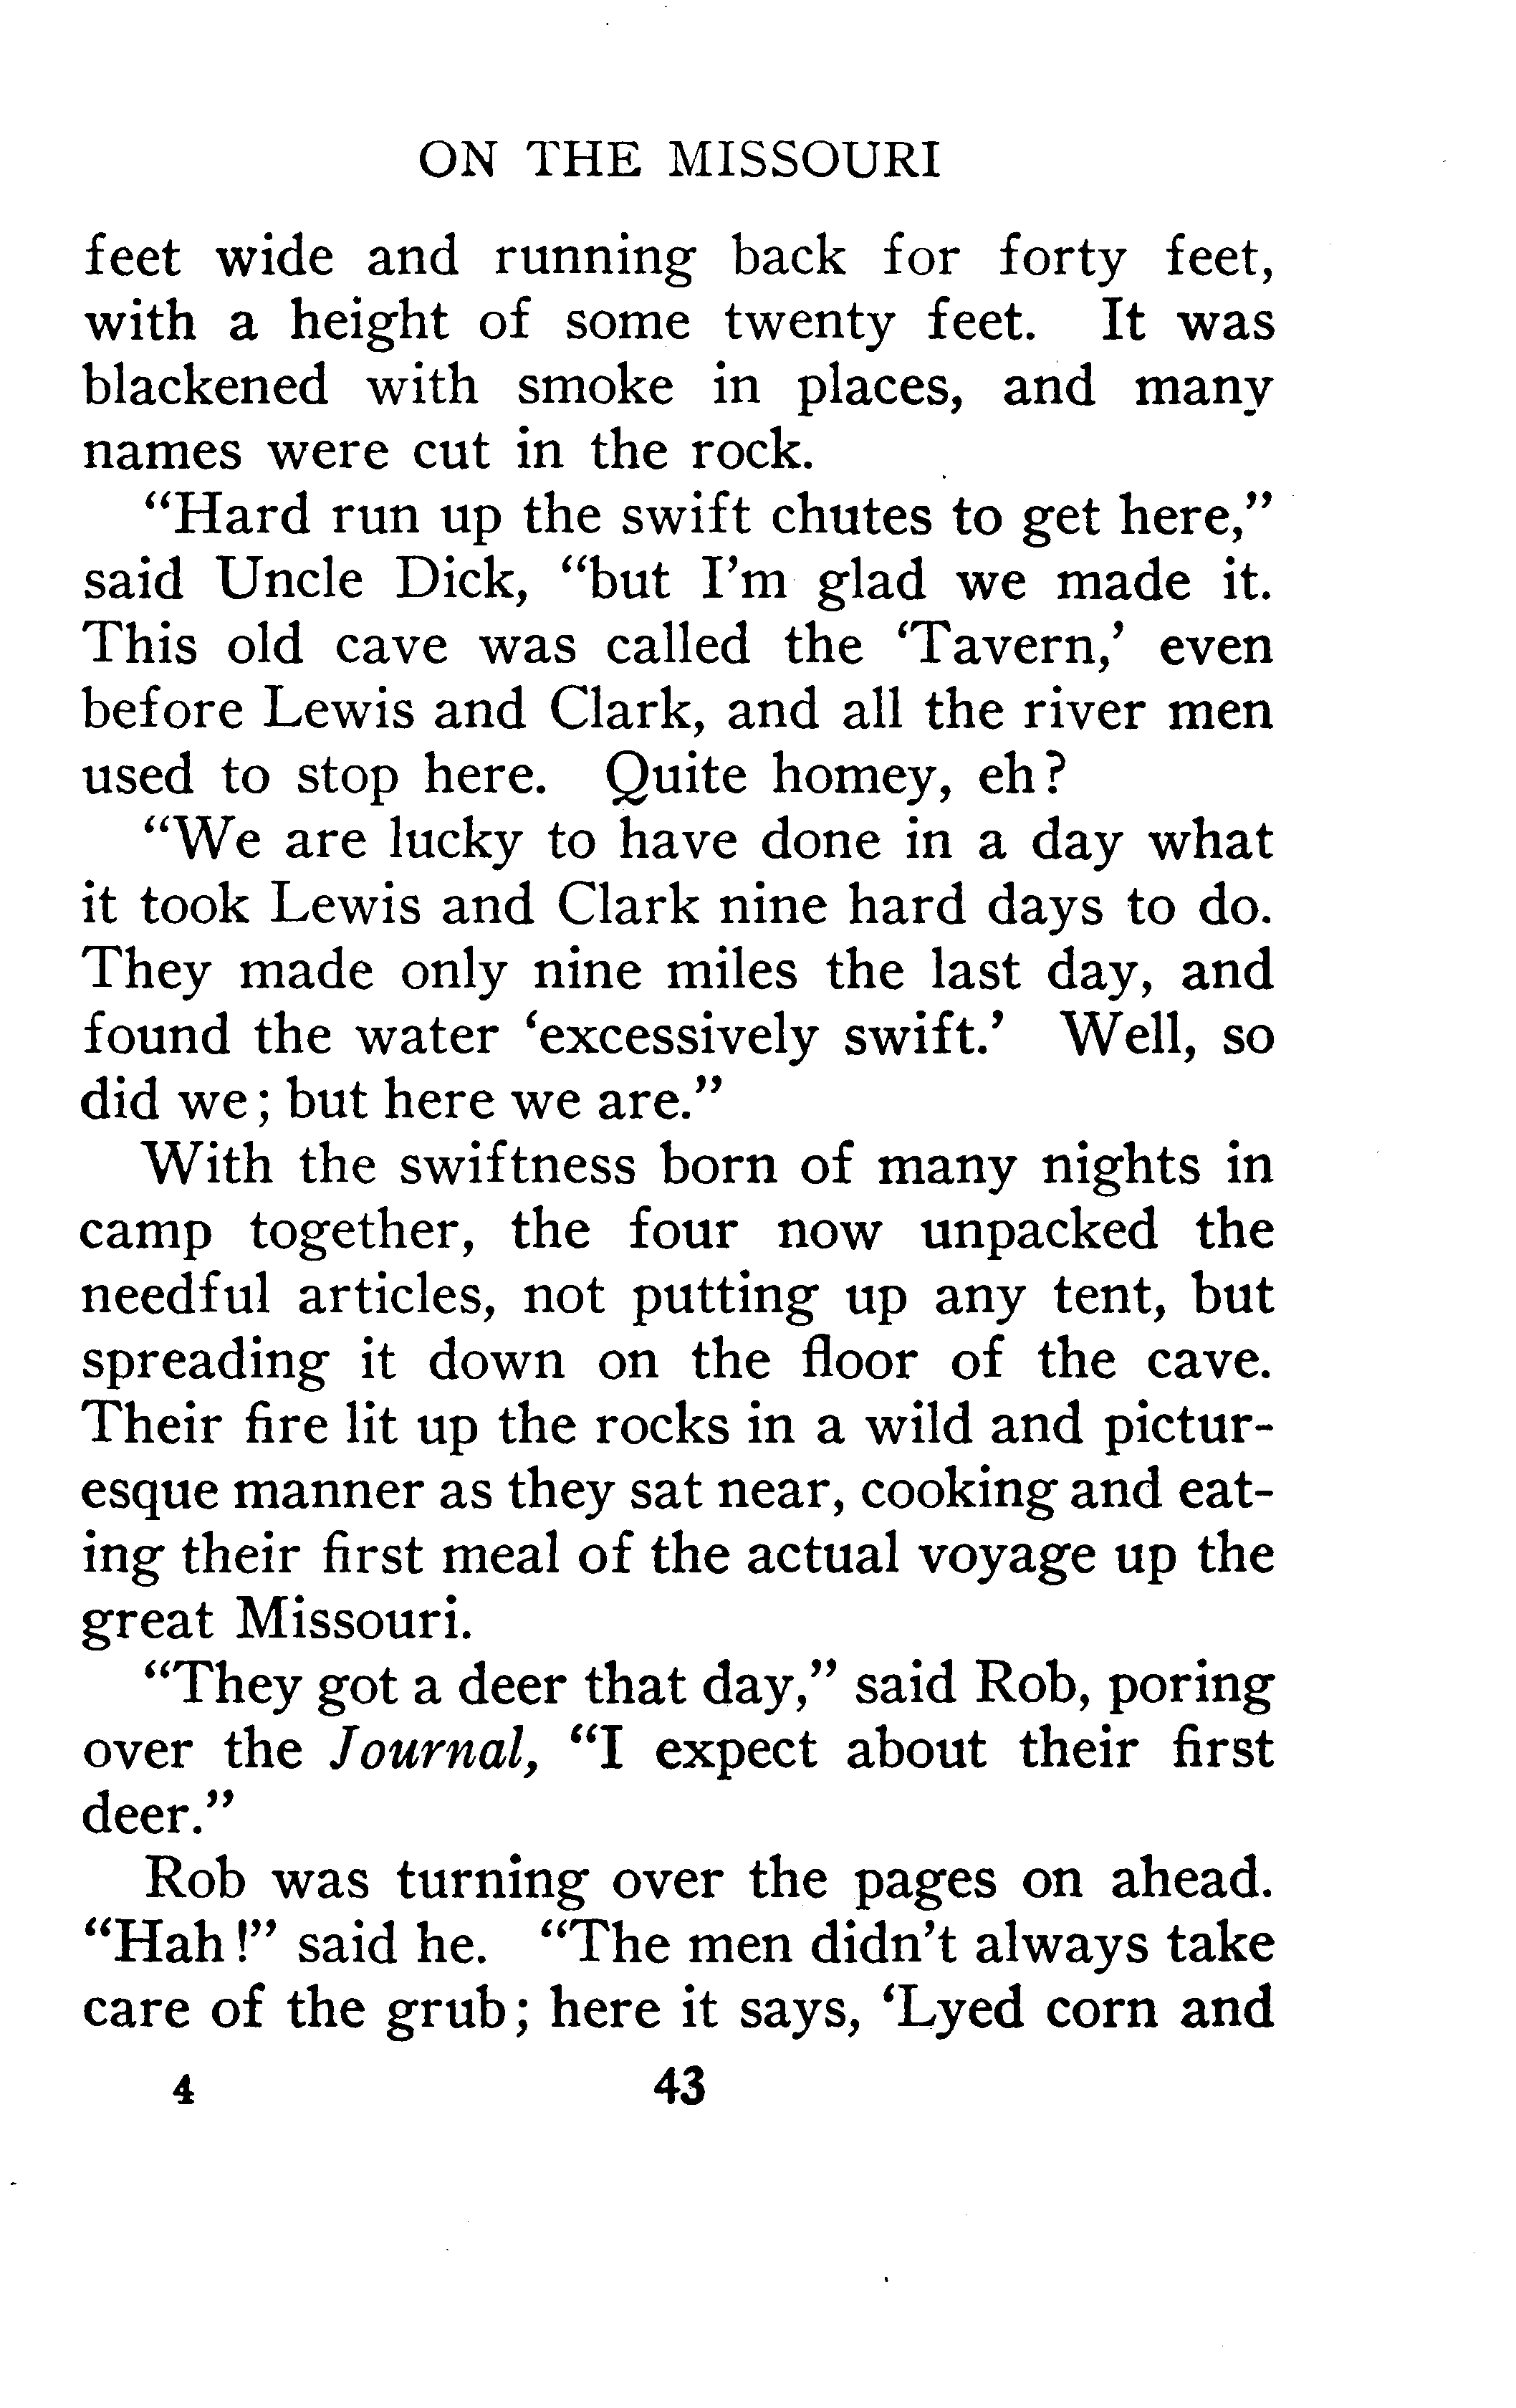 ON THE MISSOURI
feet wide and running back for forty feet,
with a height of some twenty feet. It was
blackened with smoke in places, and many
names were cut in the rock.
“Hard run up the swift chutes to get here,”
said Uncle Dick, “but I’m glad we made it.
This old cave was called the ‘Tavern,’ even
before Lewis and Clark, and all the river men
used to stop here. Quite homey, eh?
“We are lucky to have done in a day what
it took Lewis and Clark nine hard days to do.
They made only nine miles the last day, and
found the water ‘excessively swift.’ Well, so
did we; but here we are.”
With the swiftness born of many nights in
camp together, the four now unpacked the
needful articles, not putting up any tent, but
spreading it down on the floor of the cave.
Their fire lit up the rocks in a wild and pictur-
esque manner as they sat near, cooking and eat-
ing their first meal of the actual voyage up the
great Missouri.
“They got a deer that day,” said Rob, poring
over the Journal, “I expect about their first
deer.”
Rob was turning over the pages on ahead.
“Hah!” said he. “The men didn’t always take
care of the grub; here it says, ‘Lyed corn and
4 43